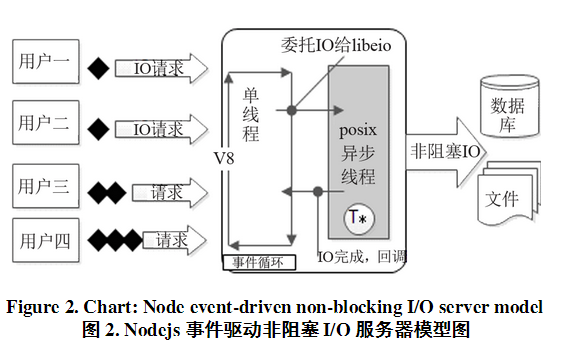 用户一
IO请求
用户二
IO请求
用户三
请求
用户四
请求
委托IO给libeio
单线程
V8
posix
异步
线程
T*
事件循环
IO完成，回调
非阻塞IO
数据
库
文件
Figure 2. Chart: Node event-driven non-blocking I/O server model
图 2. Nodejs 事件驱动非阻塞 I/O 服务器模型图